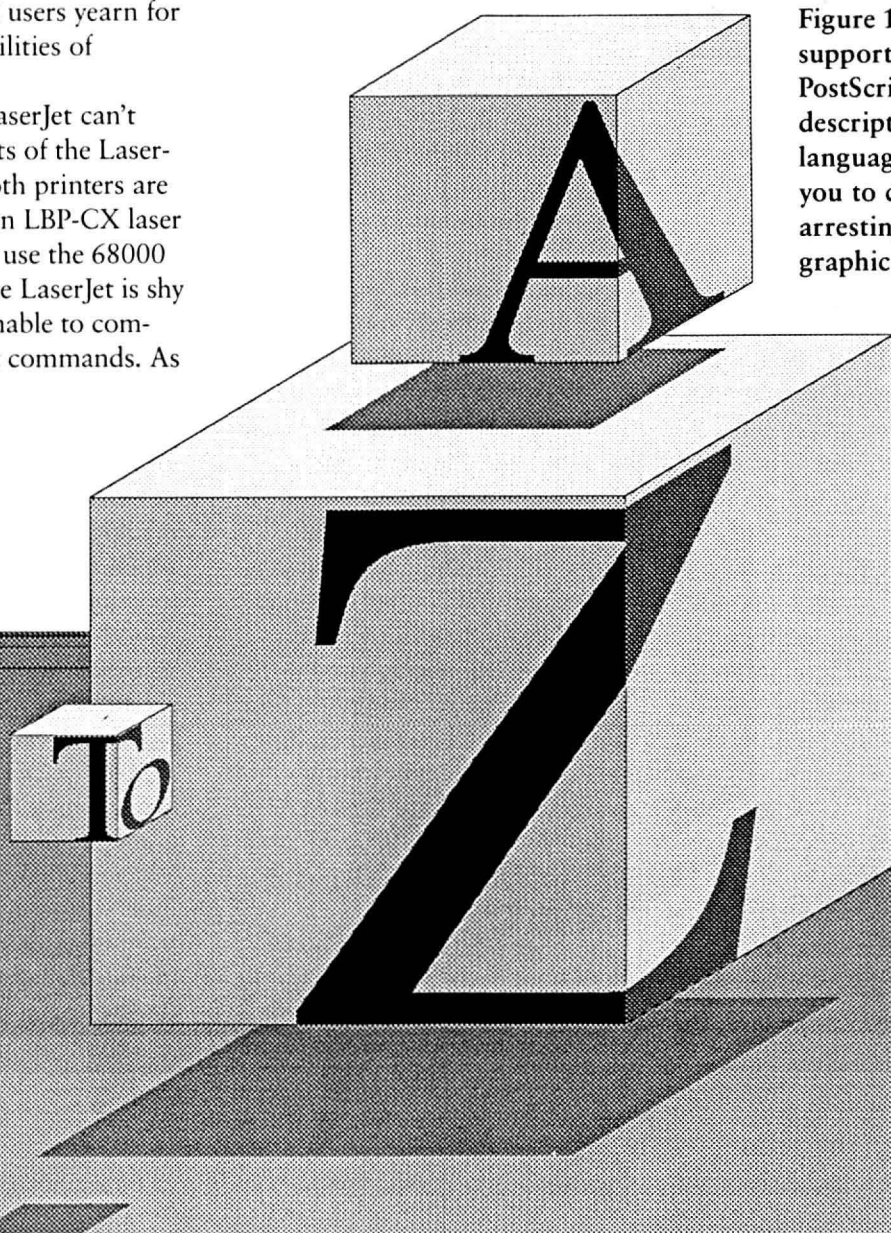 users yearn for
ilities of
aserJet can't
ts of the Laser-
oth printers are
n LBP-CX laser
use the 68000
e LaserJet is shy
nable to com-
commands. As
Figure 1
support
PostScri
descript
languag
you to c
arrestin
graphic
A
TO
Z